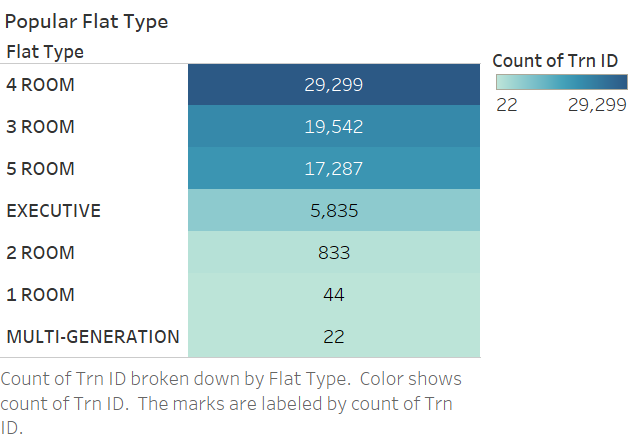 Popular Flat Type
Flat Type
4 ROOM 29,299
3 ROOM 19,542
5 ROOM 17,287
EXECUTIVE 5,835
2 ROOM 833
1 ROOM 44
MULTI-GENERATION 22
Count of Trn ID
22 29,299
Count of Trn ID broken down by Flat Type. Color shows
count of Trn ID. The marks are labeled by count of Trn
ID.